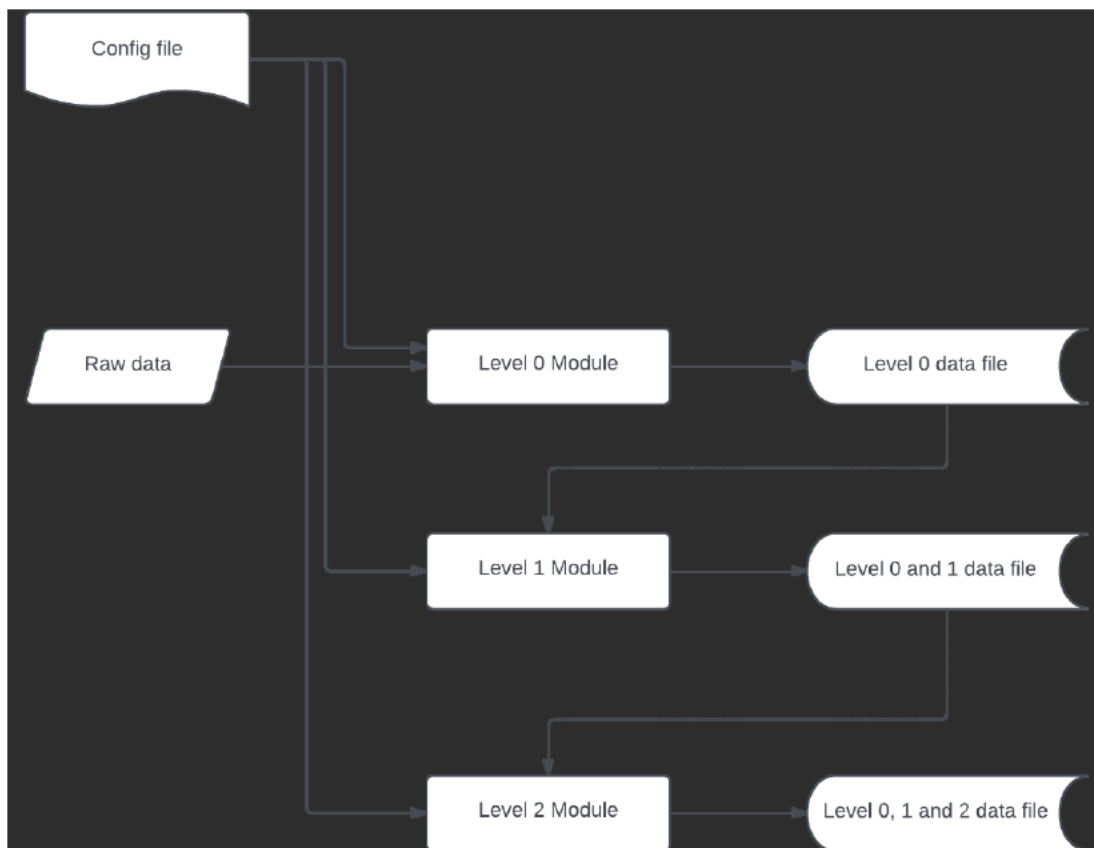 Config file
Raw data
Level 0 Module
Level 0 data file
Level 1 Module
Level 0 and 1 data file
Level 2 Module
Level 0, 1 and 2 data file